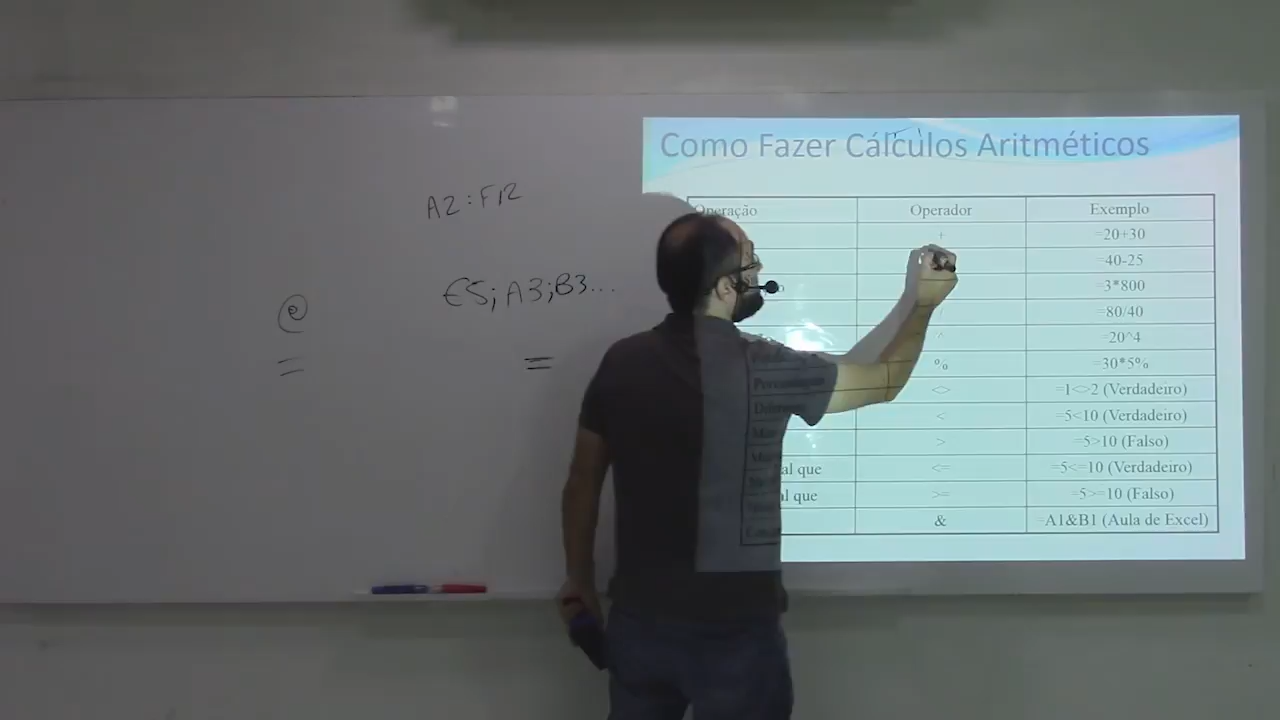 Como Fazer Cálculos Aritméticos
A2:F12
E5; A3; B3...
@
=
=
Operação Operador Exemplo
+ =20+30
=40-25
=3*800
/ =80/40
^ =20^4
% =30*5%
<> =1<>2 (Verdadeiro)
< =5<10 (Verdadeiro)
> =5>10 (Falso)
al que <= =5<=10 (Verdadeiro)
al que >= =5>=10 (Falso)
& =A1&B1 (Aula de Excel)